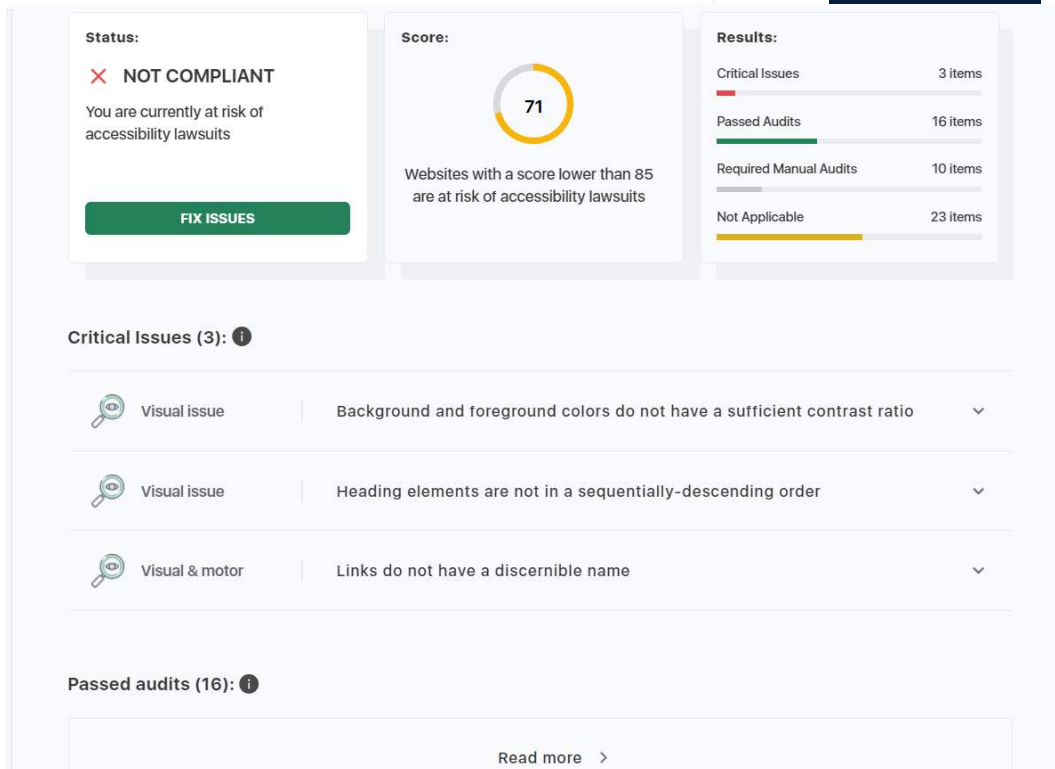 Status:
NOT COMPLIANT
You are currently at risk of
accessibility lawsuits
FIX ISSUES
Score:
71
Websites with a score lower than 85
are at risk of accessibility lawsuits
Results:
Critical Issues 3 items
Passed Audits 16 items
Required Manual Audits 10 items
Not Applicable 23 items
Critical Issues (3):
Visual issue Background and foreground colors do not have a sufficient contrast ratio
Visual issue Heading elements are not in a sequentially-descending order
Visual & motor Links do not have a discernible name
Passed audits (16):
Read more